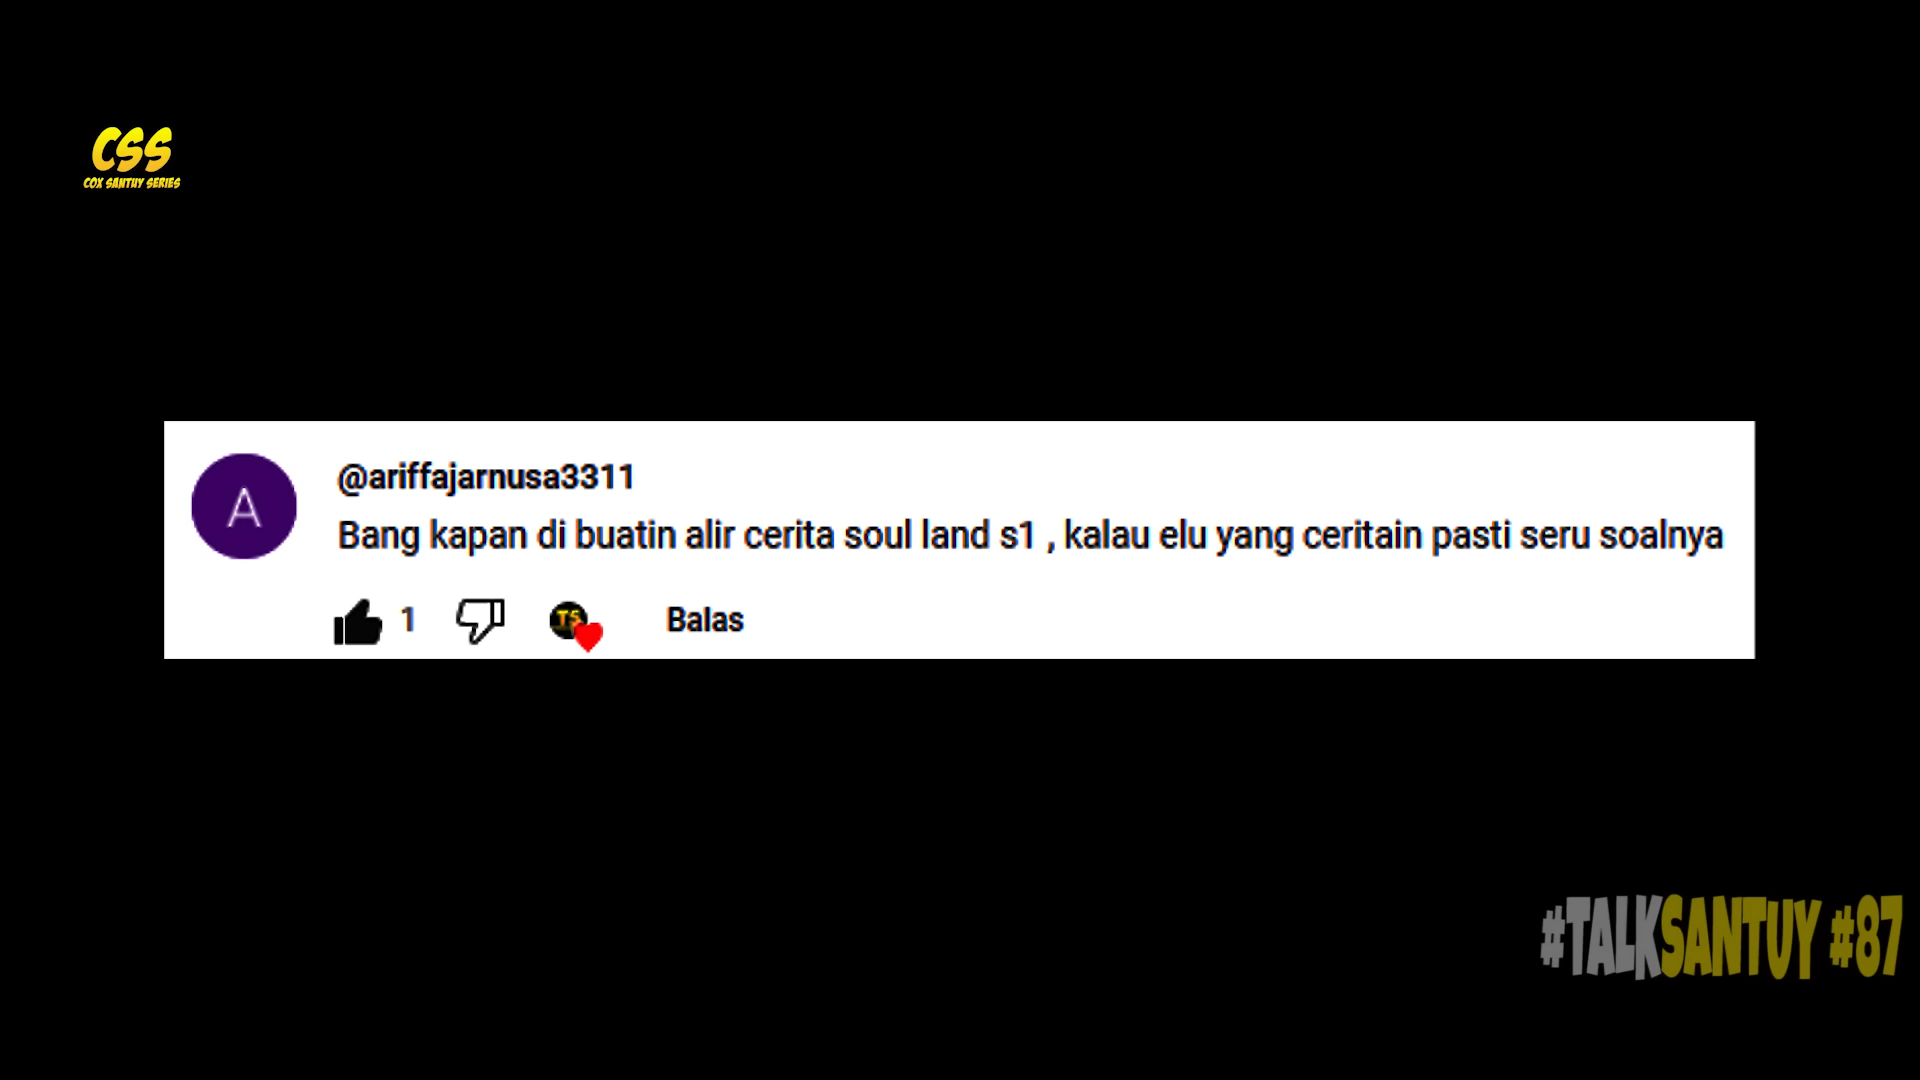 CSS
COX SANTUY SERIES
A
@ariffajarnusa3311
Bang kapan di buatin alir cerita soul land s1 , kalau elu yang ceritain pasti seru soalnya
1
TS
Balas
#TALKSANTUY #87